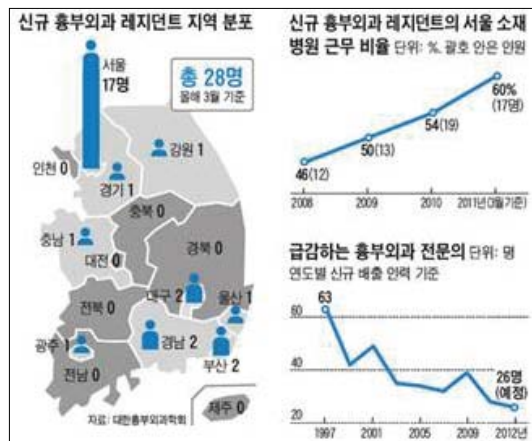 신규 흉부외과 레지던트 지역 분포
서울
17명
총 28명
올해 3월 기준
강원 1
인천 0
경기 1
중북 0
중남 1
대전 0
경북 0
전북 0
대구 2
울산 1
광주 1
경남 2
부산 2
전남 0
제주 0
자료 : 대한흉부외과학회
신규 흉부외과 레지던트의 서울 소재
병원 근무 비율 단위: %, 괄호 안은 인원
60%
(17명)
54(19)
50(13)
46(12)
2008 2009 2010 2011년(3월기준)
급감하는 흉부외과 전문의 단위: 명
연도별 신규 배출 인력 기준
63
60
40
26명
(예정)
20
1997 2001 2005 2009 2012년